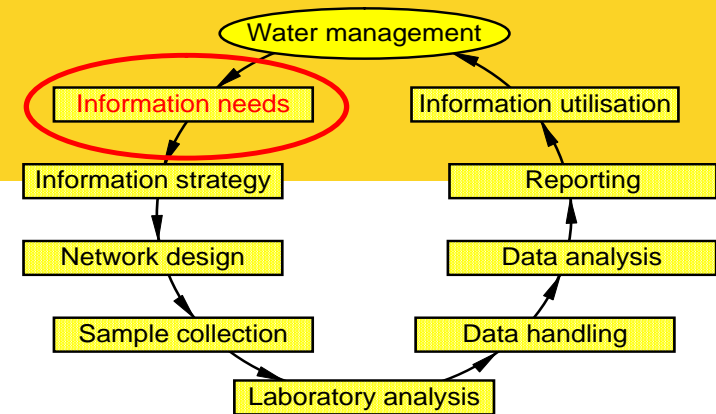 Water management
Information needs
Information utilisation
Information strategy
Reporting
Network design
Data analysis
Sample collection
Data handling
Laboratory analysis